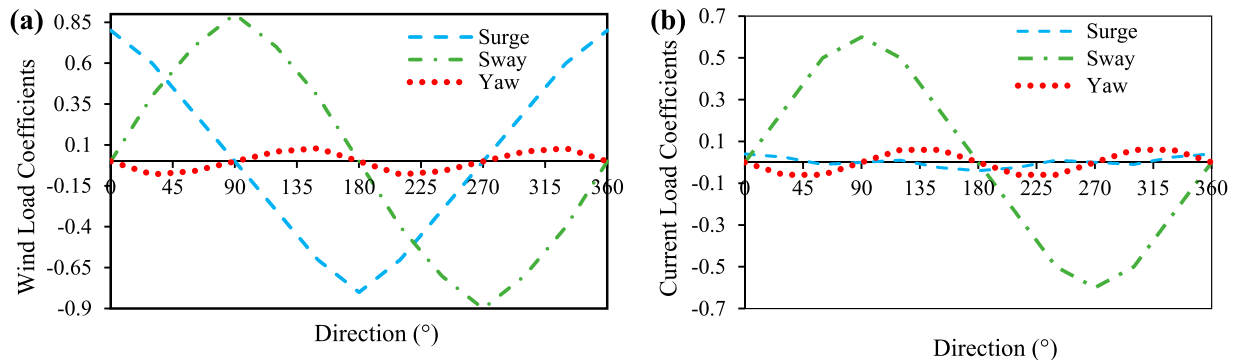 (a)
Wind Load Coefficients
0.85
0.6
0.35
0.1
-0.15
-0.4
-0.65
-0.9
Surge
Sway
Yaw
0 45 90 135 180 225 270 315 360
Direction (°)
(b)
Current Load Coefficients
0.7
0.5
0.3
0.1
-0.1
-0.3
-0.5
-0.7
Surge
Sway
Yaw
0 45 90 135 180 225 270 315 360
Direction (°)